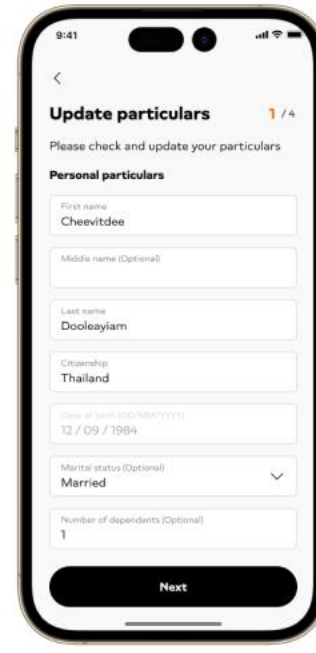 9:41
Update particulars 1 / 4
Please check and update your particulars
Personal particulars
First name
Cheevitdee
Middle name (Optional)
Last name
Dooleayiam
Citizenship
Thailand
Date of birth (DD/MM/YYYY)
12 / 09 / 1984
Marital status (Optional)
Married
Number of dependents (Optional)
1
Next